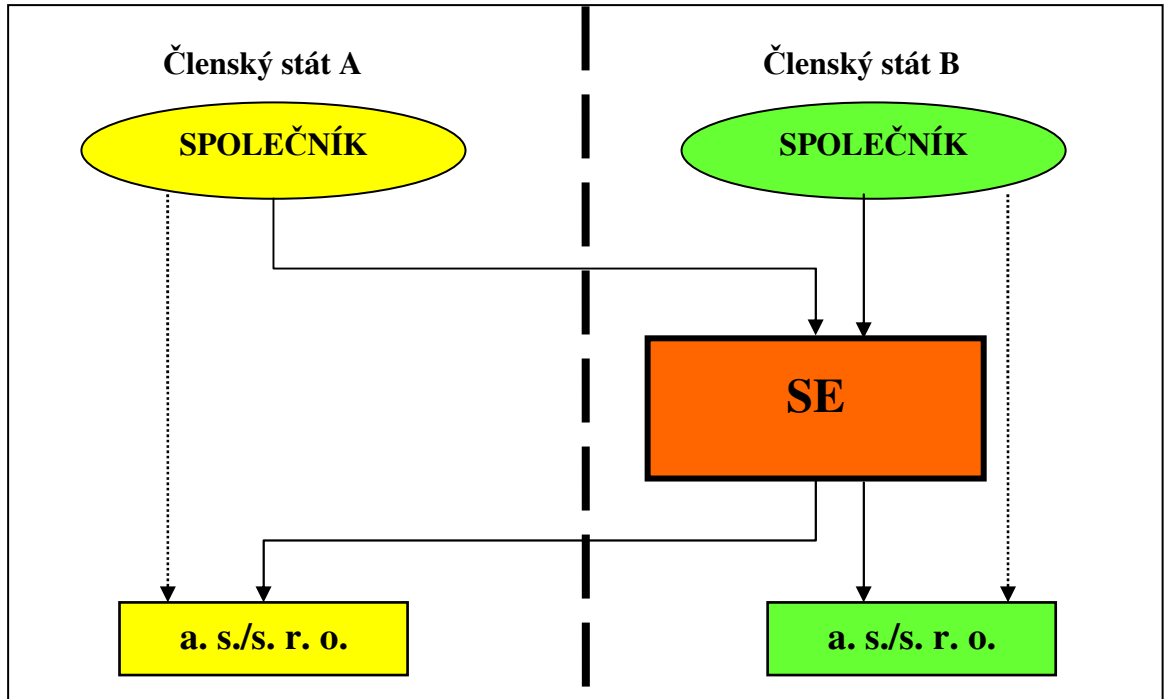 Členský stát A
Členský stát B
SPOLEČNÍK
SPOLEČNÍK
SE
a. s./s. r. o.
a. s./s. r. o.